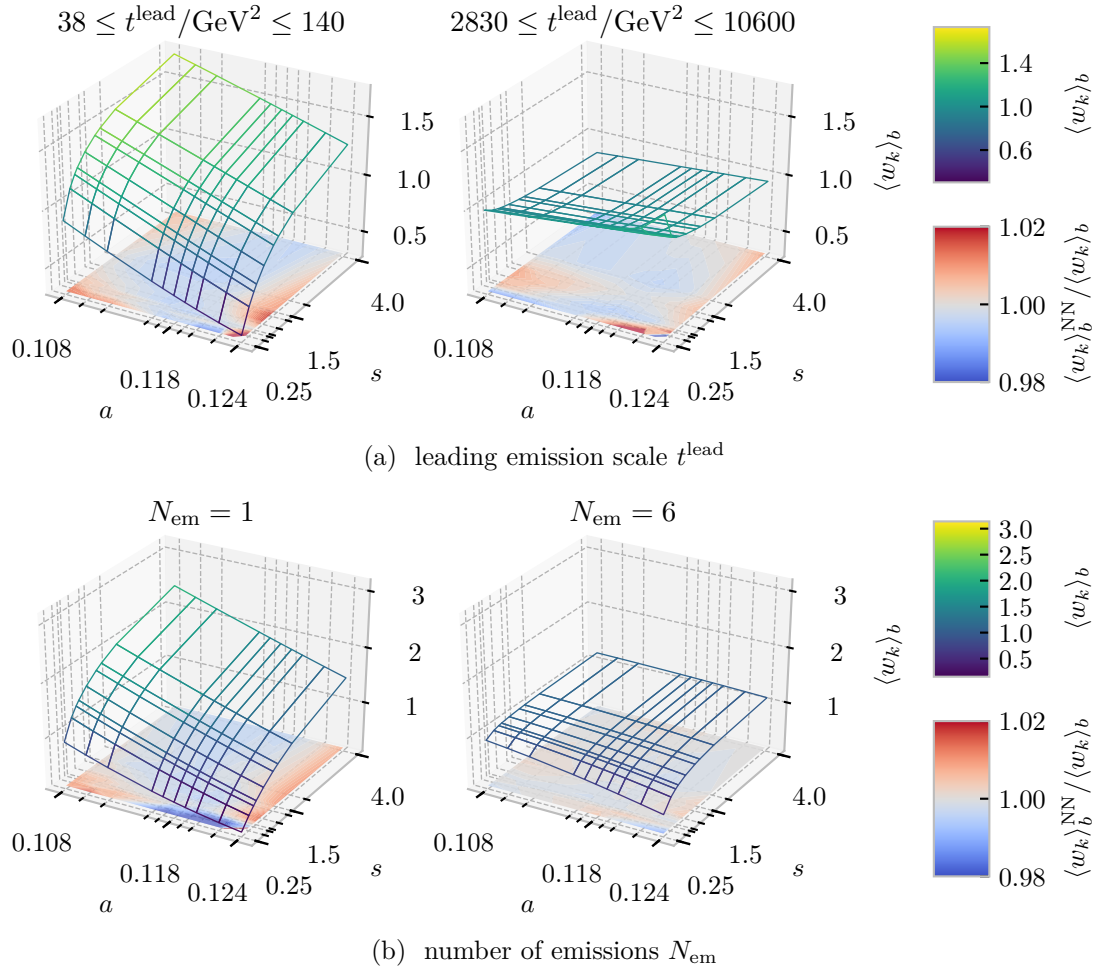 38 ≤ t^lead/GeV² ≤ 140
2830 ≤ t^lead/GeV² ≤ 10600
1.5
1.0
0.5
4.0
1.5
0.25
s
0.108
0.118
0.124
a
1.5
1.0
0.5
⟨w_k⟩_b
4.0
1.5
0.25
s
0.108
0.118
0.124
a
1.4
1.0
0.6
⟨w_k⟩_b
1.02
1.00
0.98
⟨w_k⟩_b^NN/⟨w_k⟩_b
(a) leading emission scale t^lead
N_em = 1
N_em = 6
3
2
1
4.0
1.5
0.25
s
0.108
0.118
0.124
a
3
2
1
⟨w_k⟩_b
4.0
1.5
0.25
s
0.108
0.118
0.124
a
3.0
2.5
2.0
1.5
1.0
0.5
⟨w_k⟩_b
1.02
1.00
0.98
⟨w_k⟩_b^NN/⟨w_k⟩_b
(b) number of emissions N_em